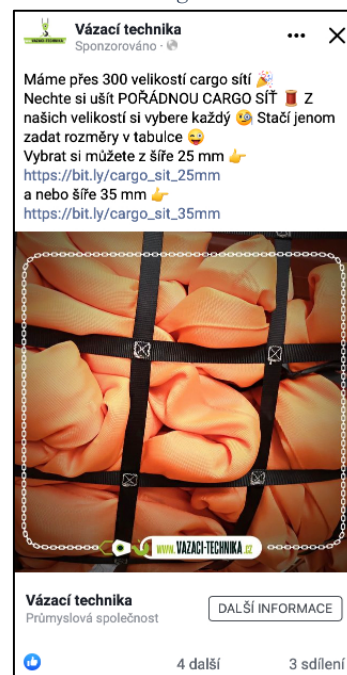 Vázací technika
Sponzorováno ·
Máme přes 300 velikostí cargo sítí 🎉
Nechte si ušít POŘÁDNOU CARGO SÍŤ 🧵 Z
našich velikostí si vybere každý 🧐 Stačí jenom
zadat rozměry v tabulce 😜
Vybrat si můžete z šíře 25 mm 👉
https://bit.ly/cargo_sit_25mm
a nebo šíře 35 mm 👉
https://bit.ly/cargo_sit_35mm
WWW.VAZACI-TECHNIKA.CZ
Vázací technika
Průmyslová společnost
DALŠÍ INFORMACE
4 další
3 sdílení